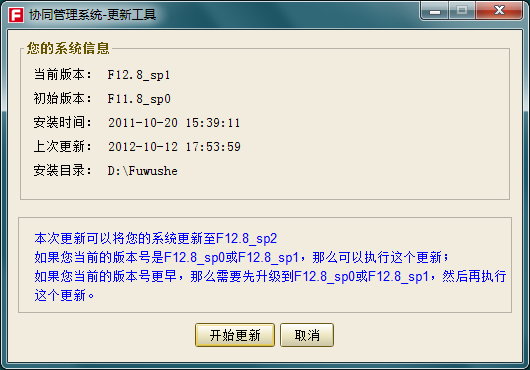 F 协同管理系统-更新工具
您的系统信息
当前版本： F12.8_sp1
初始版本： F11.8_sp0
安装时间： 2011-10-20 15:39:11
上次更新： 2012-10-12 17:53:59
安装目录： D:\Fuwushe
本次更新可以将您的系统更新至F12.8_sp2
如果您当前的版本号是F12.8_sp0或F12.8_sp1，那么可以执行这个更新；
如果您当前的版本号更早，那么需要先升级到F12.8_sp0或F12.8_sp1，然后再执行
这个更新。
开始更新 取消